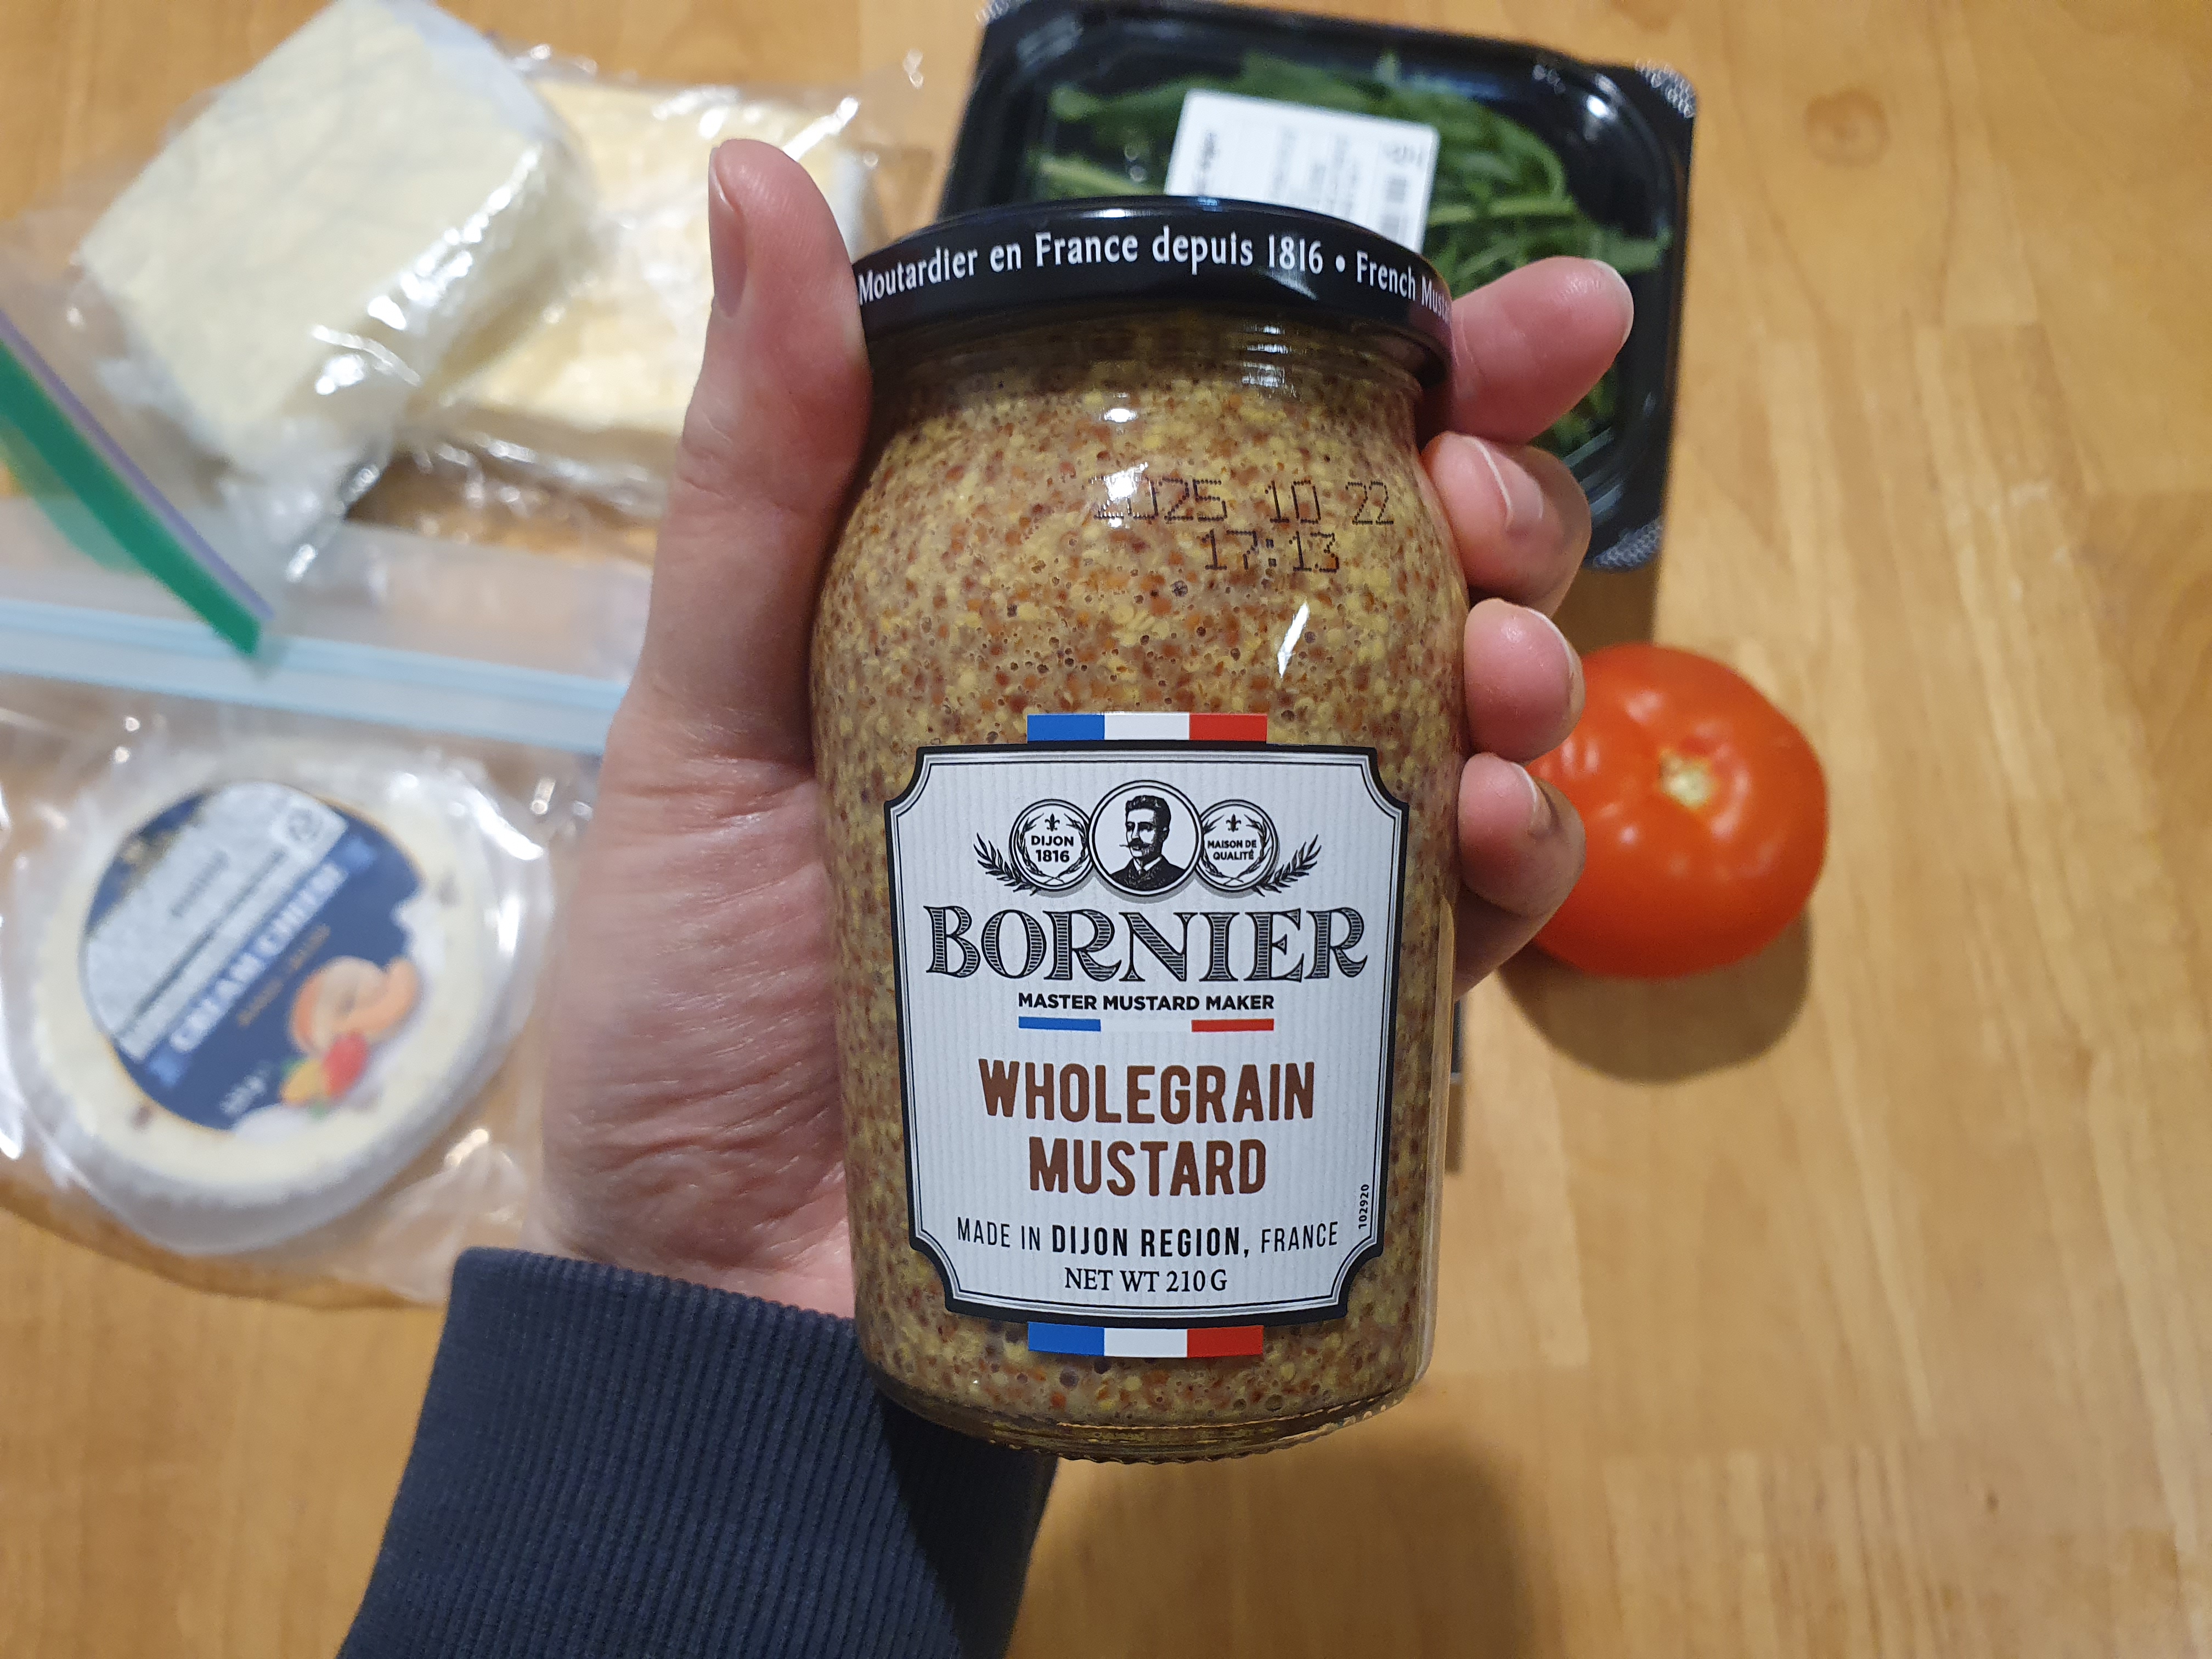 Moutardier en France depuis 1816 • French
2025 10 22
17:13
DIJON
1816
MAISON DE
QUALITÉ
BORNIER
MASTER MUSTARD MAKER
WHOLEGRAIN
MUSTARD
MADE IN DIJON REGION, FRANCE
NET WT 210 G
102920
CREAM CHEESE